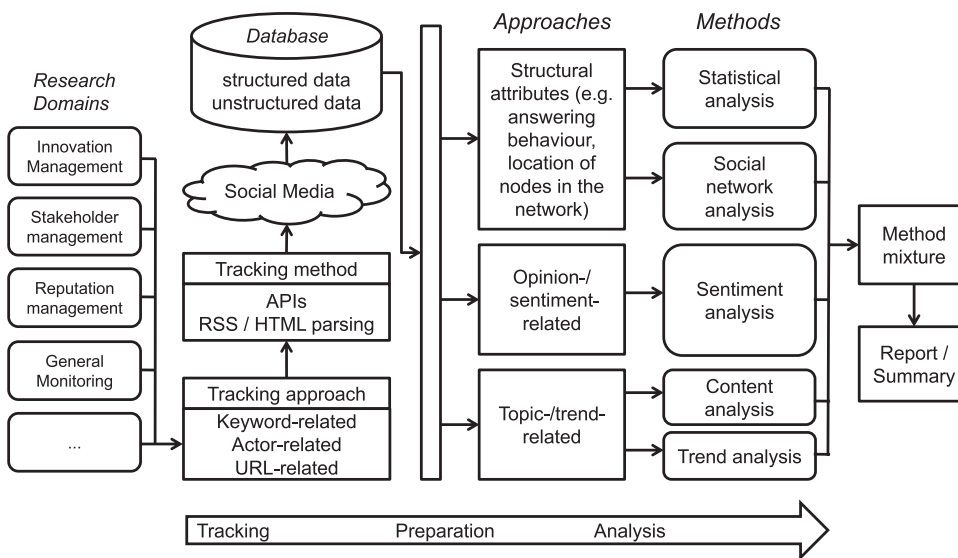 Research
Domains
Innovation
Management
Stakeholder
management
Reputation
management
General
Monitoring
...
Database
structured data
unstructured data
Social Media
Tracking method
APIs
RSS / HTML parsing
Tracking approach
Keyword-related
Actor-related
URL-related
Approaches
Structural
attributes (e.g.
answering
behaviour,
location of
nodes in the
network)
Opinion-/
sentiment-
related
Topic-/trend-
related
Methods
Statistical
analysis
Social
network
analysis
Sentiment
analysis
Content
analysis
Trend analysis
Method
mixture
Report /
Summary
Tracking
Preparation
Analysis